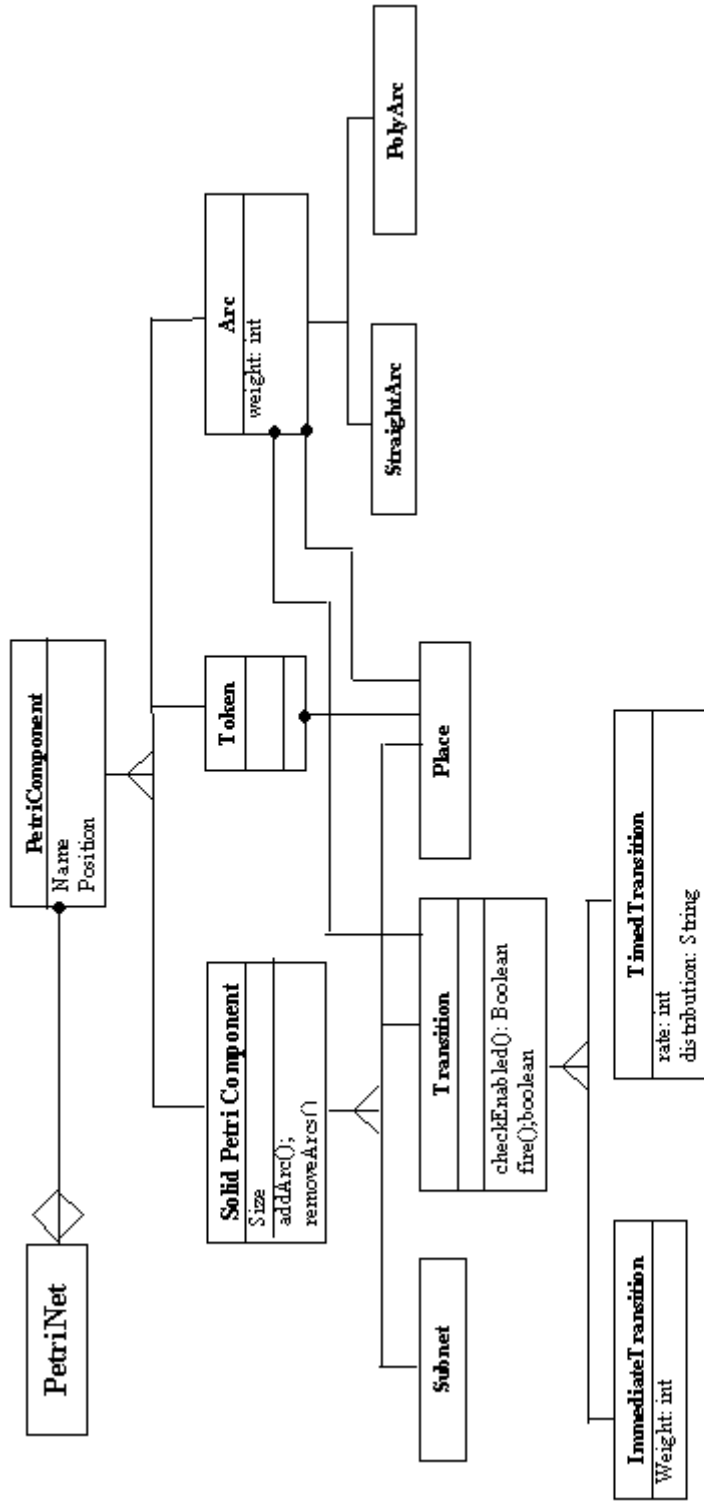 PetriNet
PetriComponent
Name
Position
Solid Petri Component
Size
addArc();
removeArcs()
Token
Arc
weight: int
Subnet
Transition
checkEnabled(): Boolean
fire();boolean
Place
StraightArc
PolyArc
ImmediateTransition
Weight: int
TimedTransition
rate: int
distribution: String